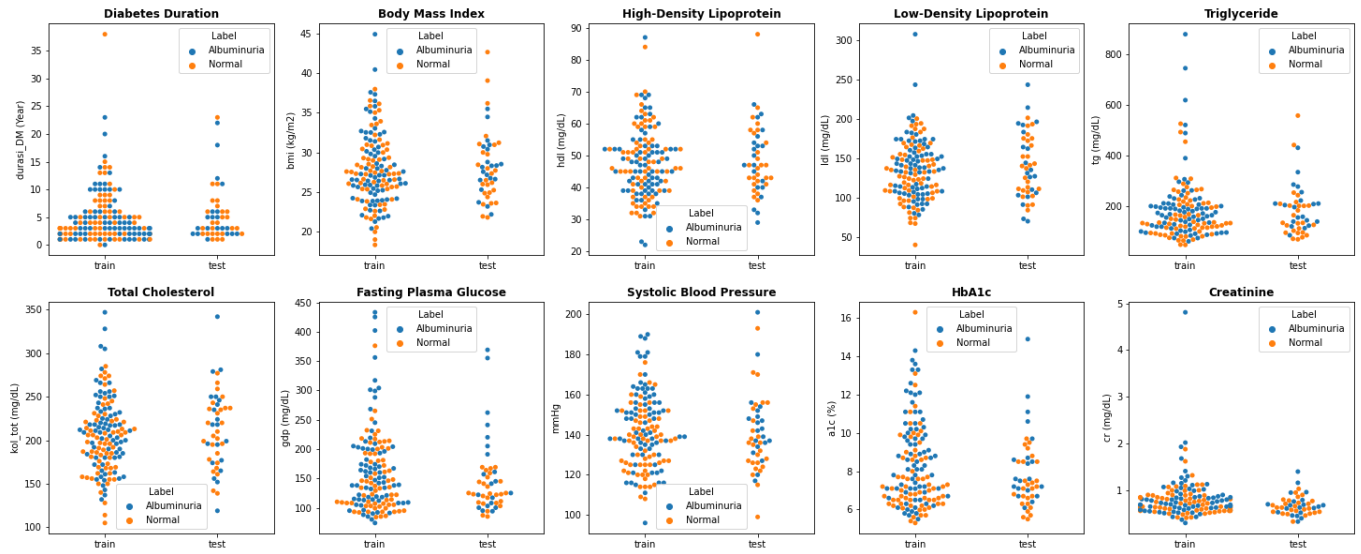 Diabetes Duration
durasi_DM (Year)
35
30
25
20
15
10
5
0
Label
Albuminuria
Normal
train
test
Body Mass Index
bmi (kg/m2)
45
40
35
30
25
20
Label
Albuminuria
Normal
train
test
High-Density Lipoprotein
hdl (mg/dL)
90
80
70
60
50
40
30
20
Label
Albuminuria
Normal
train
test
Low-Density Lipoprotein
ldl (mg/dL)
300
250
200
150
100
50
Label
Albuminuria
Normal
train
test
Triglyceride
tg (mg/dL)
800
600
400
200
Label
Albuminuria
Normal
train
test
Total Cholesterol
kol_tot (mg/dL)
350
300
250
200
150
100
Label
Albuminuria
Normal
train
test
Fasting Plasma Glucose
gdp (mg/dL)
450
400
350
300
250
200
150
100
Label
Albuminuria
Normal
train
test
Systolic Blood Pressure
mmHg
200
180
160
140
120
100
Label
Albuminuria
Normal
train
test
HbA1c
a1c (%)
16
14
12
10
8
6
Label
Albuminuria
Normal
train
test
Creatinine
cr (mg/dL)
5
4
3
2
1
Label
Albuminuria
Normal
train
test